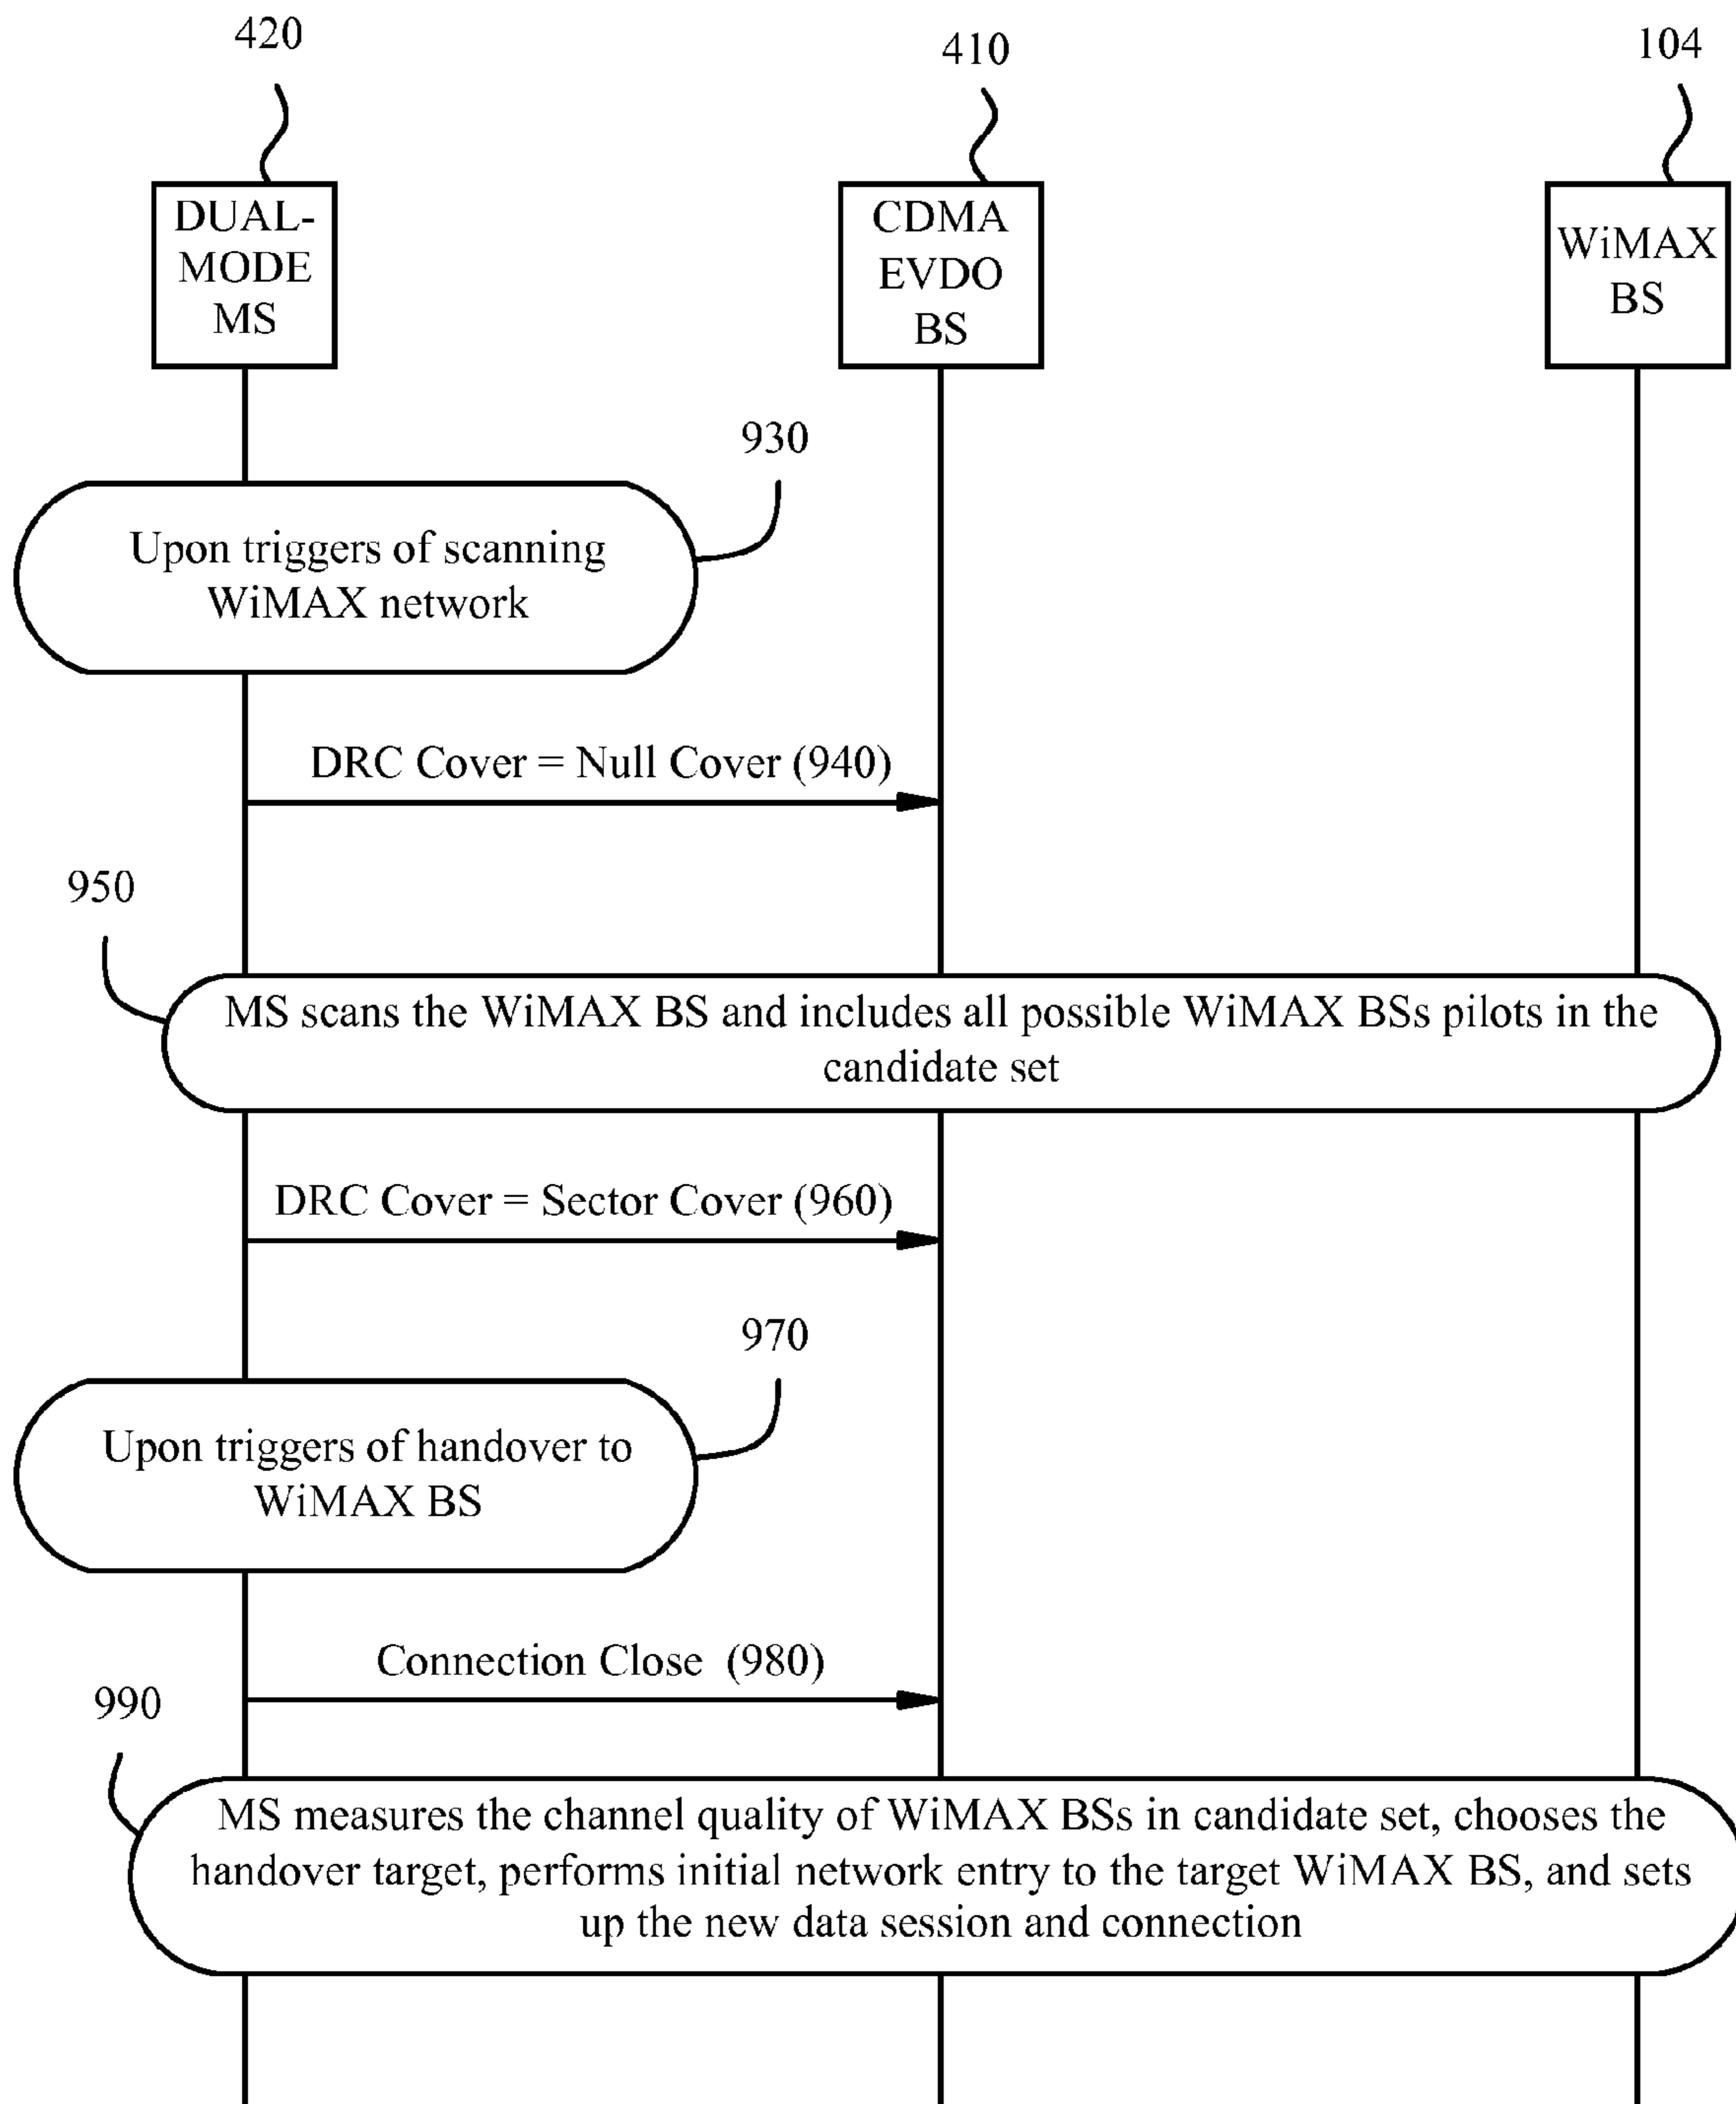 420
410
104
DUAL-
MODE
MS
CDMA
EVDO
BS
WiMAX
BS
930
Upon triggers of scanning
WiMAX network
DRC Cover = Null Cover (940)
950
MS scans the WiMAX BS and includes all possible WiMAX BSs pilots in the
candidate set
DRC Cover = Sector Cover (960)
970
Upon triggers of handover to
WiMAX BS
Connection Close (980)
990
MS measures the channel quality of WiMAX BSs in candidate set, chooses the
handover target, performs initial network entry to the target WiMAX BS, and sets
up the new data session and connection